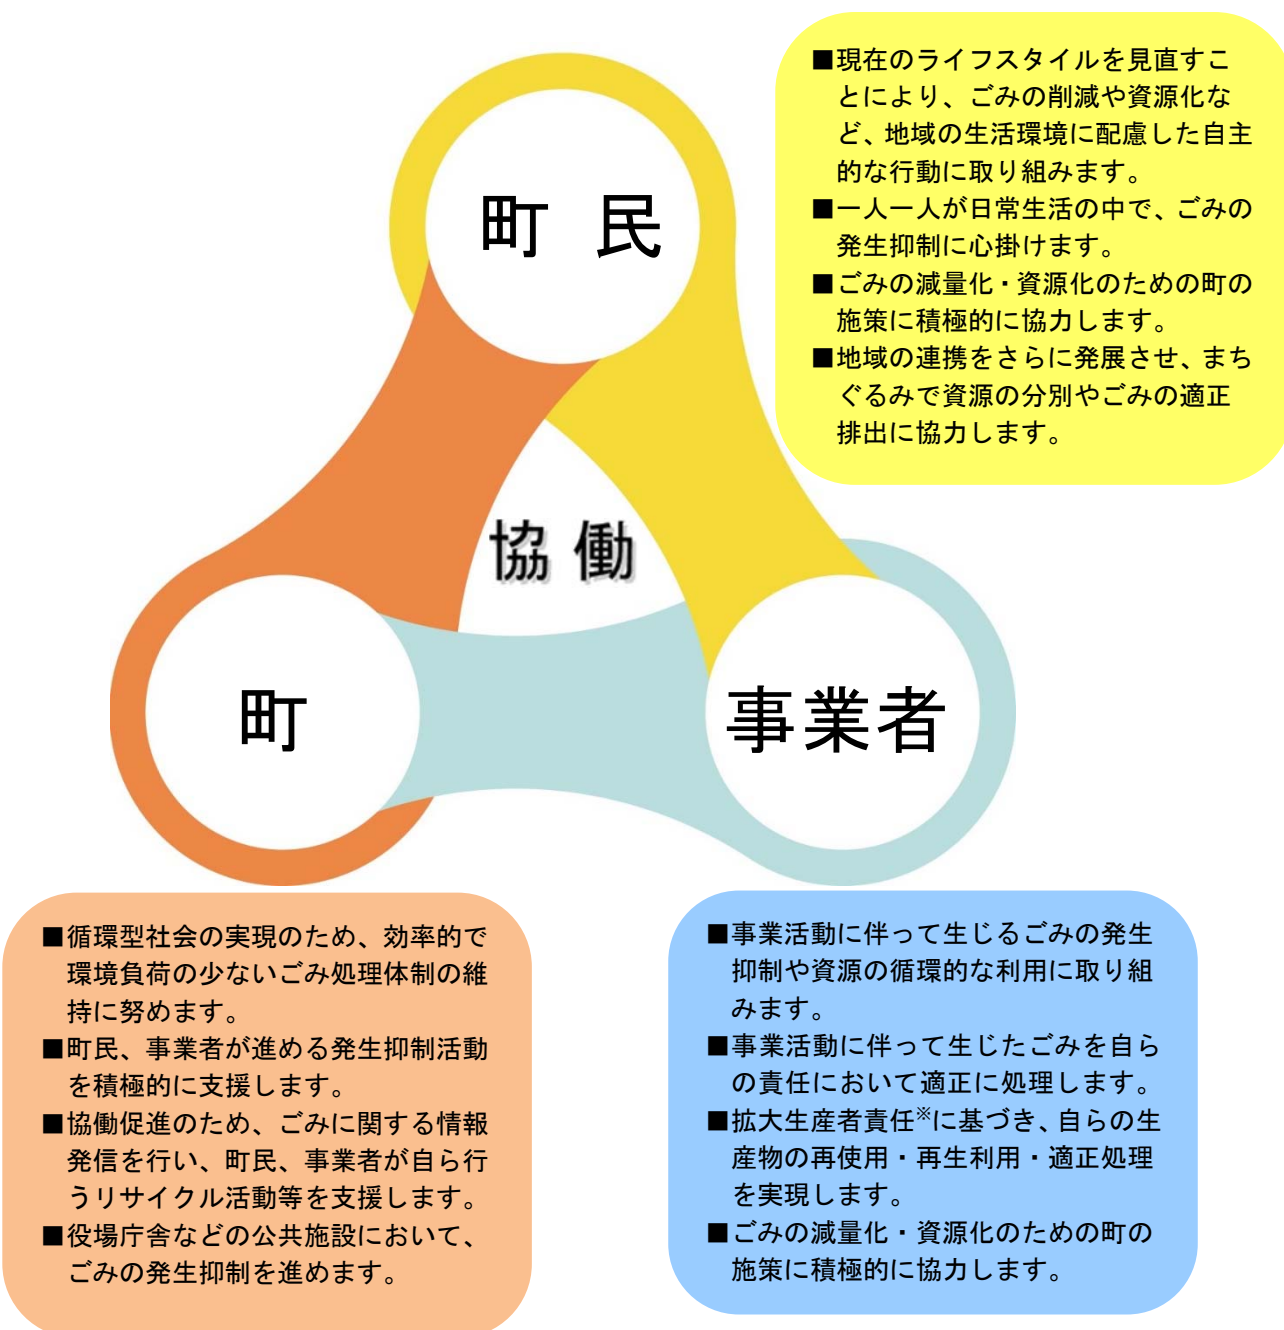 ■現在のライフスタイルを見直すこ
とにより、ごみの削減や資源化な
ど、地域の生活環境に配慮した自主
的な行動に取り組みます。
■一人一人が日常生活の中で、ごみの
発生抑制に心掛けます。
■ごみの減量化・資源化のための町の
施策に積極的に協力します。
■地域の連携をさらに発展させ、まち
ぐるみで資源の分別やごみの適正
排出に協力します。
町 民
協 働
町
事業者
■循環型社会の実現のため、効率的で
環境負荷の少ないごみ処理体制の維
持に努めます。
■町民、事業者が進める発生抑制活動
を積極的に支援します。
■協働促進のため、ごみに関する情報
発信を行い、町民、事業者が自ら行
うリサイクル活動等を支援します。
■役場庁舎などの公共施設において、
ごみの発生抑制を進めます。
■事業活動に伴って生じるごみの発生
抑制や資源の循環的な利用に取り組
みます。
■事業活動に伴って生じたごみを自ら
の責任において適正に処理します。
■拡大生産者責任※に基づき、自らの生
産物の再使用・再生利用・適正処理
を実現します。
■ごみの減量化・資源化のための町の
施策に積極的に協力します。